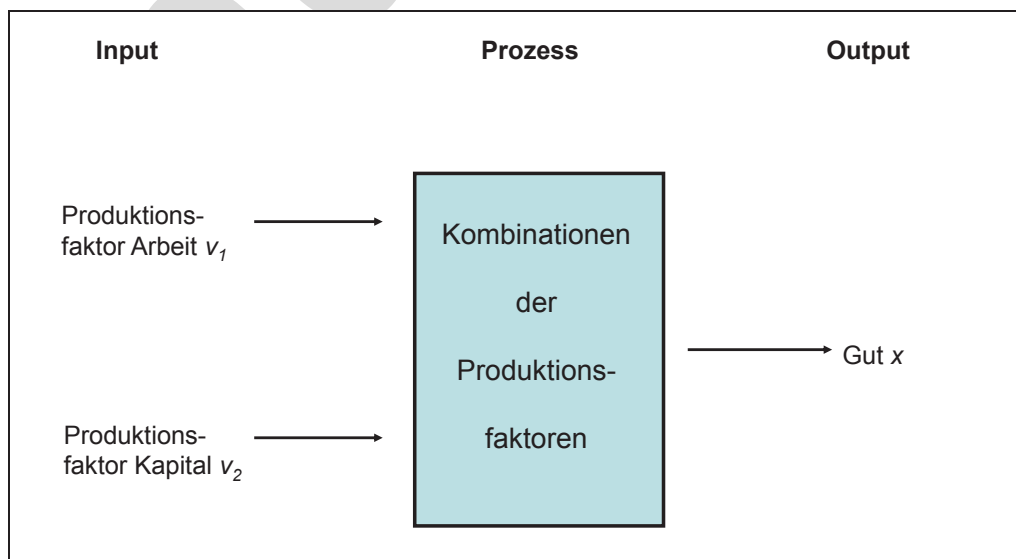 Input
Prozess
Output
Produktions-
faktor Arbeit v₁
Kombinationen
der
Produktions-
faktoren
Gut x
Produktions-
faktor Kapital v₂